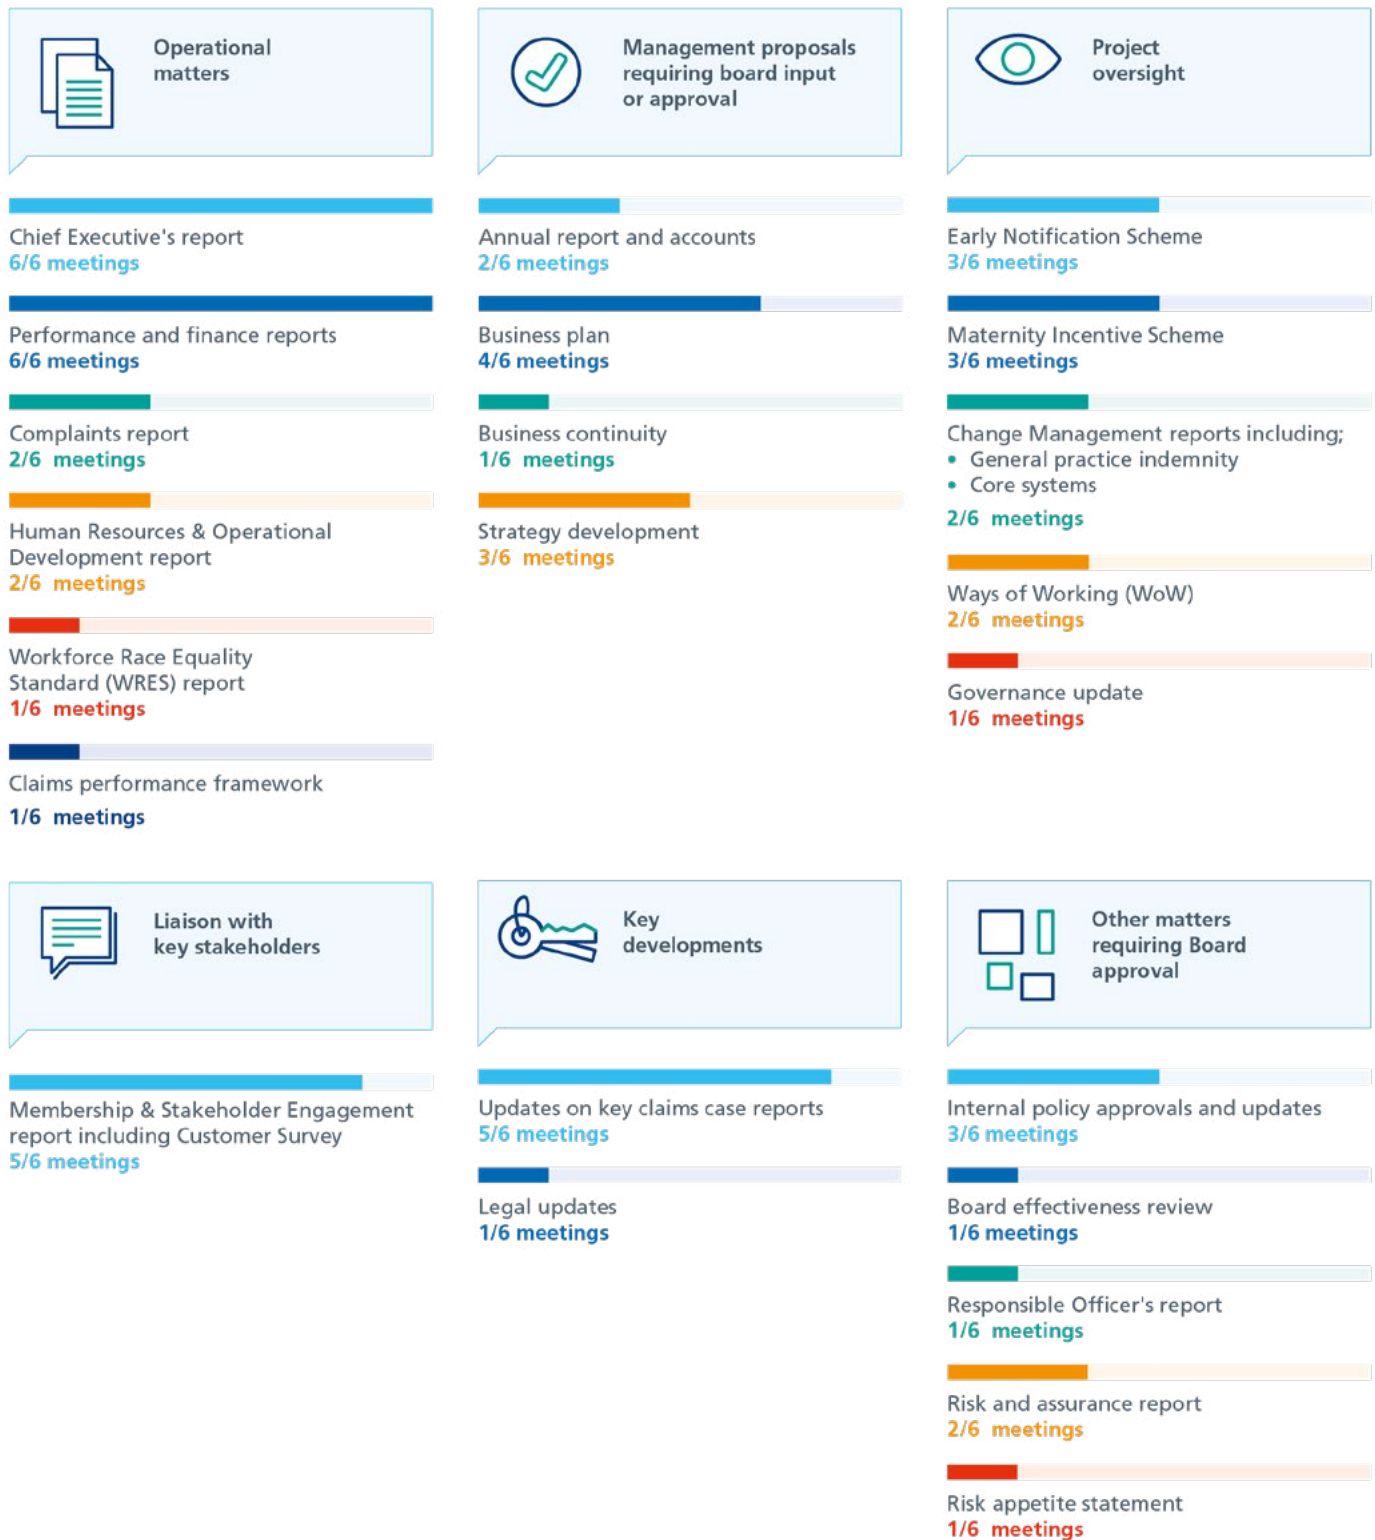 Operational
matters
Chief Executive's report
6/6 meetings
Performance and finance reports
6/6 meetings
Complaints report
2/6 meetings
Human Resources & Operational
Development report
2/6 meetings
Workforce Race Equality
Standard (WRES) report
1/6 meetings
Claims performance framework
1/6 meetings
Management proposals
requiring board input
or approval
Annual report and accounts
2/6 meetings
Business plan
4/6 meetings
Business continuity
1/6 meetings
Strategy development
3/6 meetings
Project
oversight
Early Notification Scheme
3/6 meetings
Maternity Incentive Scheme
3/6 meetings
Change Management reports including;
• General practice indemnity
• Core systems
2/6 meetings
Ways of Working (WoW)
2/6 meetings
Governance update
1/6 meetings
Liaison with
key stakeholders
Membership & Stakeholder Engagement
report including Customer Survey
5/6 meetings
Key
developments
Updates on key claims case reports
5/6 meetings
Legal updates
1/6 meetings
Other matters
requiring Board
approval
Internal policy approvals and updates
3/6 meetings
Board effectiveness review
1/6 meetings
Responsible Officer's report
1/6 meetings
Risk and assurance report
2/6 meetings
Risk appetite statement
1/6 meetings